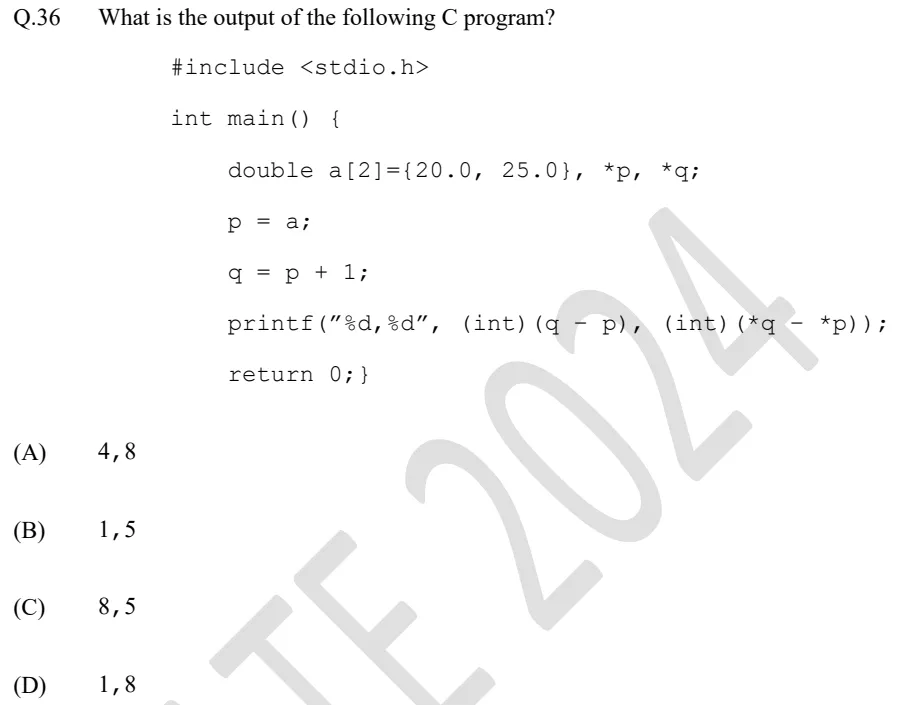 Q.36 What is the output of the following C program?
#include <stdio.h>
int main() {
double a[2]={20.0, 25.0}, *p, *q;
p = a;
q = p + 1;
printf(”%d,%d”, (int)(q – p), (int)(*q – *p));
return 0;}
(A) 4,8
(B) 1,5
(C) 8,5
(D) 1,8
TE 2024